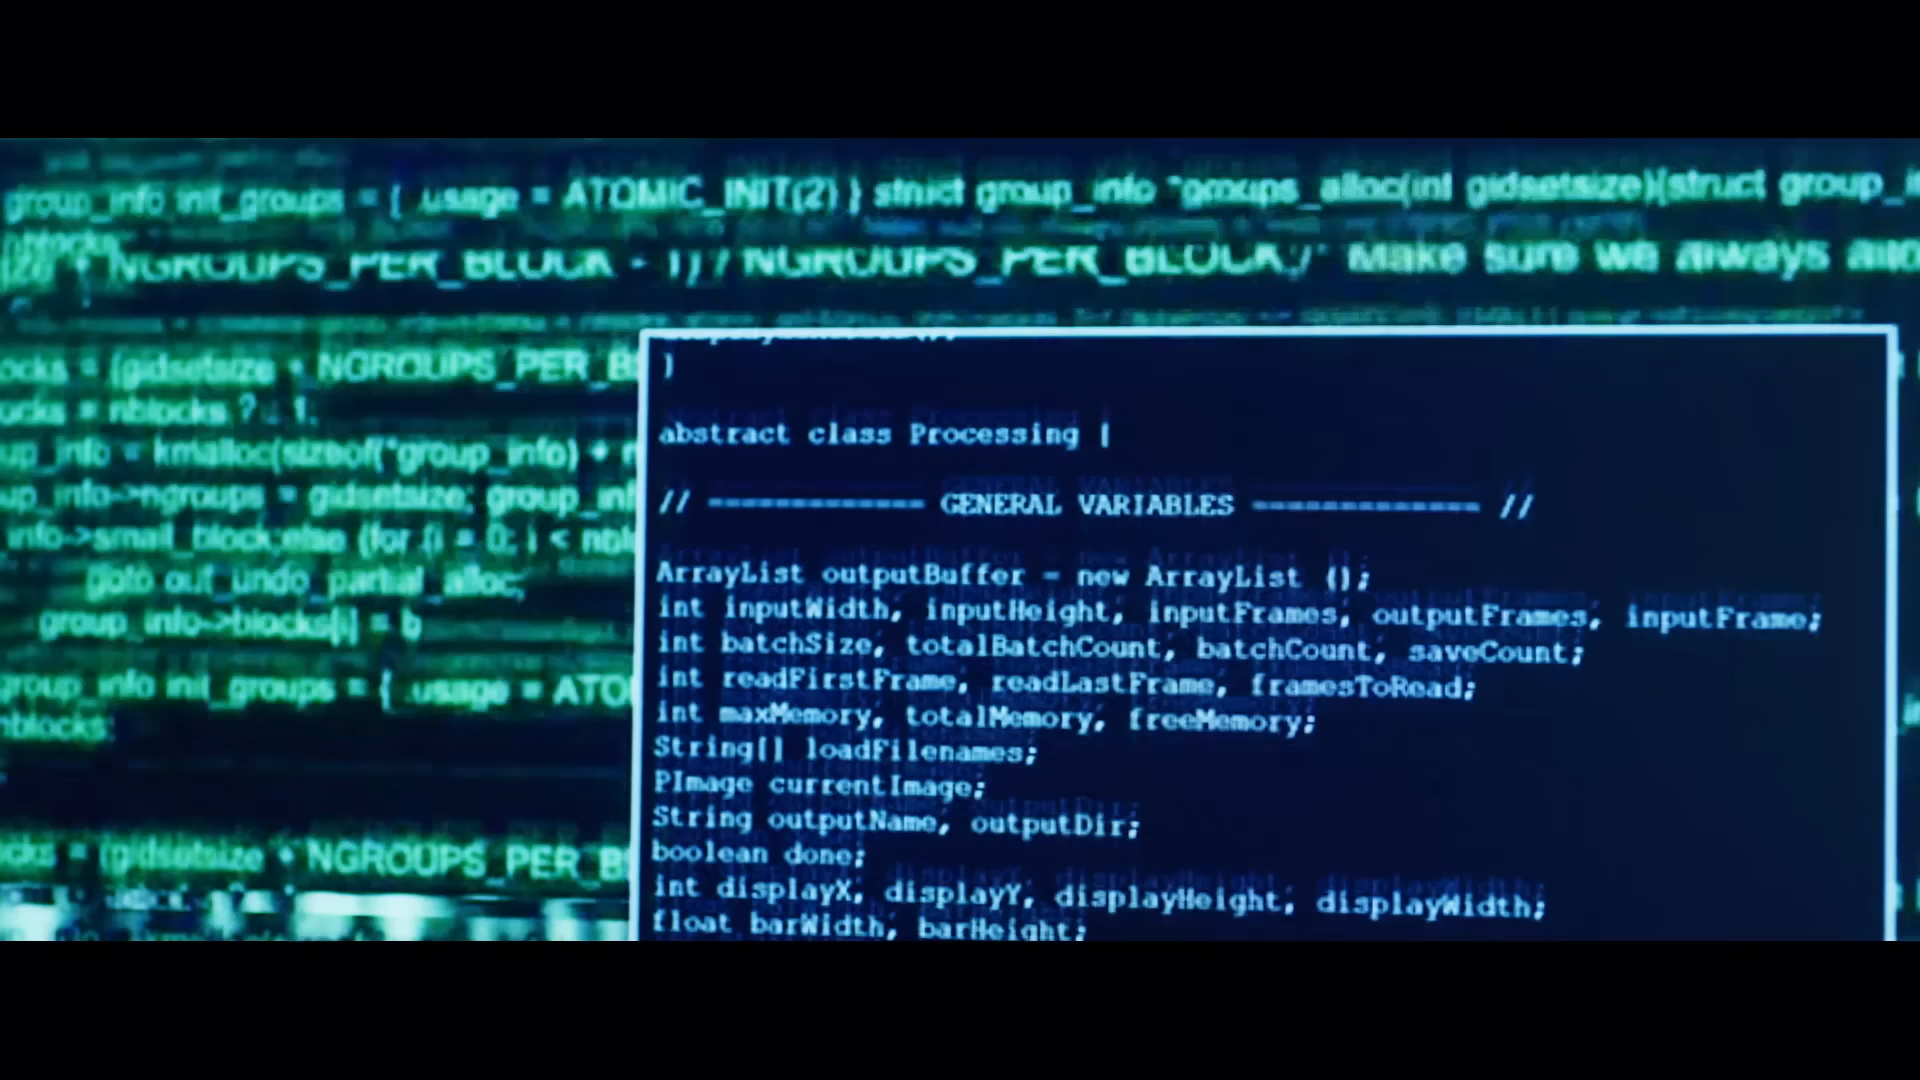 group_info init_groups = { .usage = ATOMIC_INIT(2) } struct group_info *groups_alloc(int gidsetsize){struct group_i
nblocks
NGROUPS_PER_BLOCK - 1) / NGROUPS_PER_BLOCK; /* Make sure we always allo
ocks = (gidsetsize + NGROUPS_PER_B
ocks = nblocks ? : 1;
up_info = kmalloc(sizeof(*group_info) + n
up_info->ngroups = gidsetsize; group_inf
info->small_block;else {for (i = 0; i < nbl
goto out_undo_partial_alloc;
group_info->blocks[i] = b
group_info init_groups = { .usage = ATO
nblocks;
ocks = (gidsetsize + NGROUPS_PER_B
}
abstract class Processing {
// ------------ GENERAL VARIABLES ------------- //
ArrayList outputBuffer = new ArrayList ();
int inputWidth, inputHeight, inputFrames, outputFrames, inputFrame;
int batchSize, totalBatchCount, batchCount, saveCount;
int readFirstFrame, readLastFrame, framesToRead;
int maxMemory, totalMemory, freeMemory;
String[] loadFilenames;
PImage currentImage;
String outputName, outputDir;
boolean done;
int displayX, displayY, displayHeight, displayWidth;
float barWidth, barHeight;